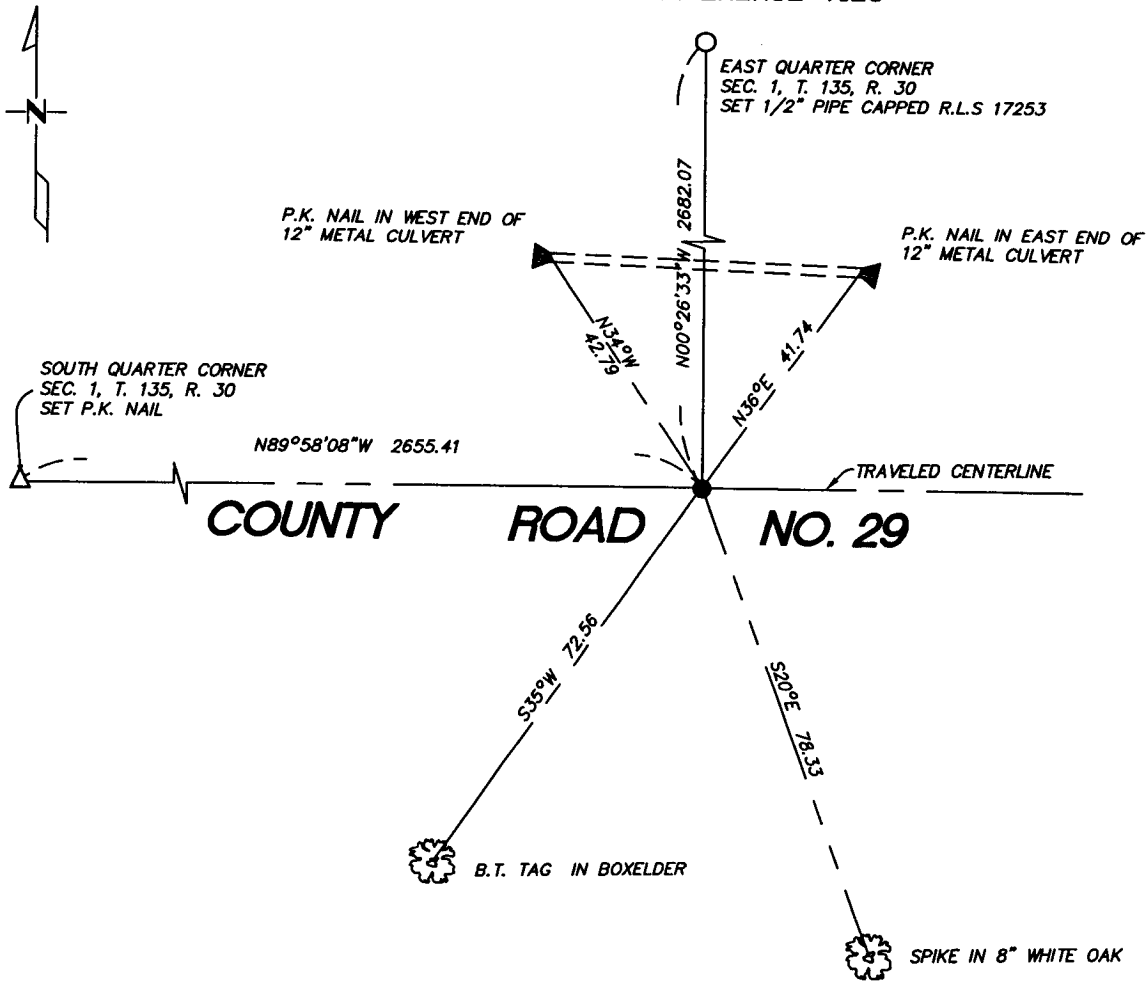 N
EAST QUARTER CORNER
SEC. 1, T. 135, R. 30
SET 1/2" PIPE CAPPED R.L.S 17253
N00°26'33"W 2682.07
P.K. NAIL IN WEST END OF
12" METAL CULVERT
P.K. NAIL IN EAST END OF
12" METAL CULVERT
N34°W
42.79
N36°E 41.74
SOUTH QUARTER CORNER
SEC. 1, T. 135, R. 30
SET P.K. NAIL
N89°58'08"W 2655.41
TRAVELED CENTERLINE
COUNTY ROAD NO. 29
S35°W 72.56
S20°E 78.33
B.T. TAG IN BOXELDER
SPIKE IN 8" WHITE OAK